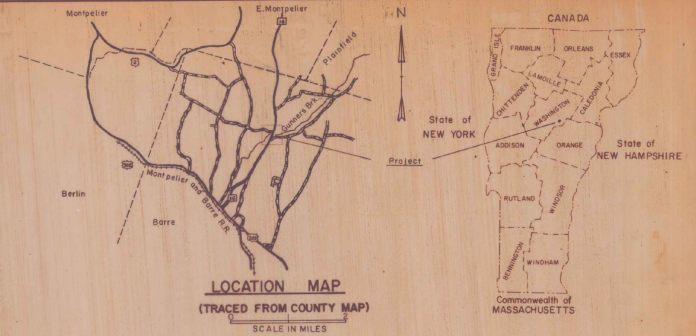 Montpelier
E. Montpelier
Plainfield
Gunners Brk.
Montpelier and Barre R.R.
Berlin
Barre
LOCATION MAP
(TRACED FROM COUNTY MAP)
0 2
SCALE IN MILES
N
Project
CANADA
GRAND ISLE
FRANKLIN
ORLEANS
ESSEX
LAMOILLE
CHITTENDEN
WASHINGTON
CALEDONIA
State of
NEW YORK
ADDISON
ORANGE
State of
NEW HAMPSHIRE
RUTLAND
WINDSOR
BENNINGTON
WINDHAM
Commonwealth of
MASSACHUSETTS